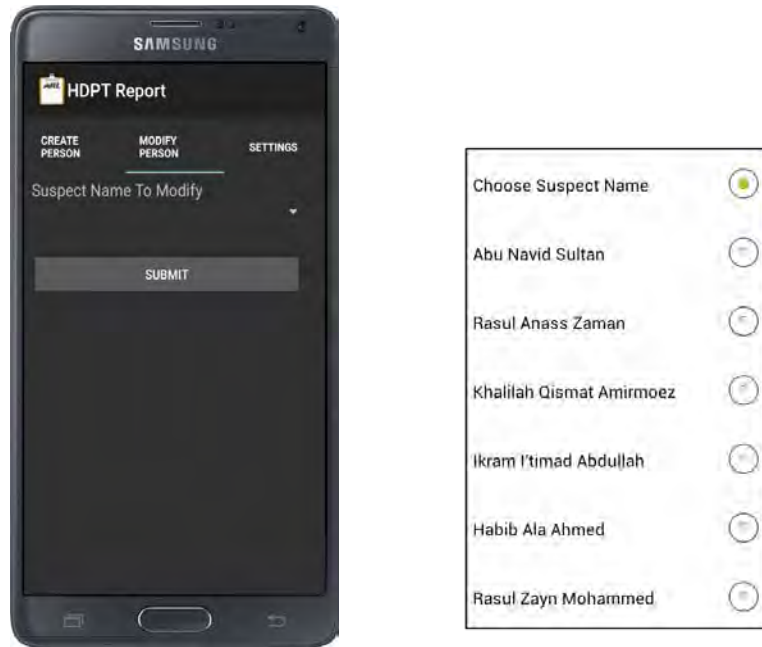 SAMSUNG
ARL
HDPT Report
CREATE
PERSON
MODIFY
PERSON
SETTINGS
Suspect Name To Modify
SUBMIT
Choose Suspect Name
Abu Navid Sultan
Rasul Anass Zaman
Khalilah Qismat Amirmoez
Ikram I'timad Abdullah
Habib Ala Ahmed
Rasul Zayn Mohammed